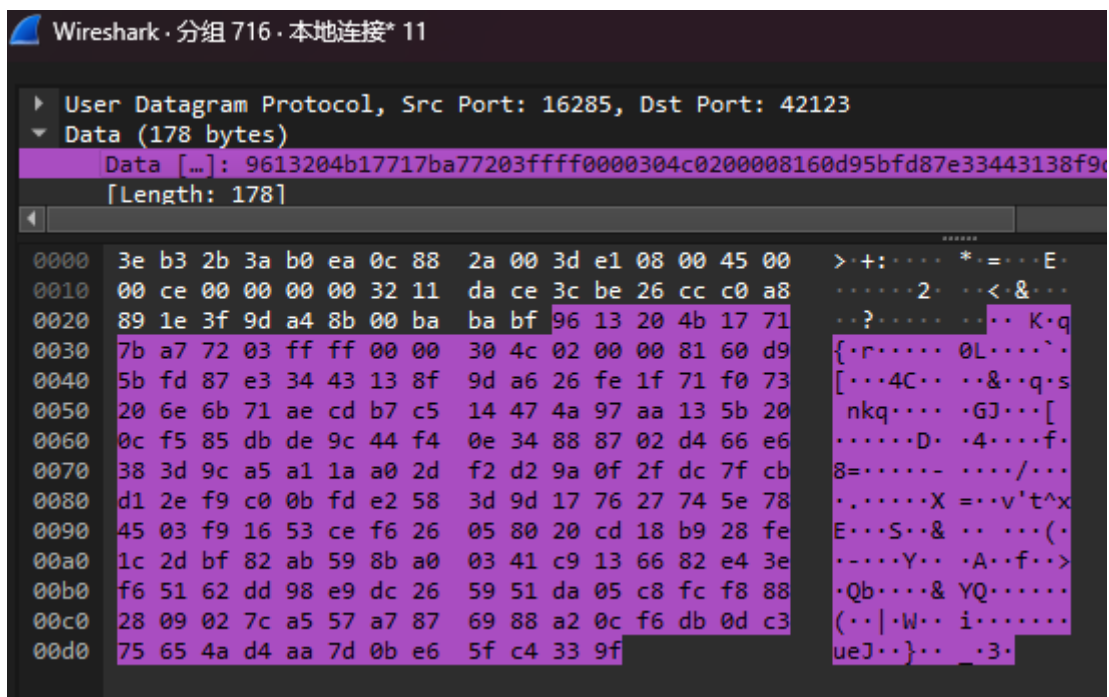 Wireshark · 分组 716 · 本地连接* 11
User Datagram Protocol, Src Port: 16285, Dst Port: 42123
Data (178 bytes)
Data […]: 9613204b17717ba77203ffff0000304c0200008160d95bfd87e33443138f9d
[Length: 178]
0000 3e b3 2b 3a b0 ea 0c 88 2a 00 3d e1 08 00 45 00 >·+:···· *·=···E·
0010 00 ce 00 00 00 00 32 11 da ce 3c be 26 cc c0 a8 ······2· ··<·&···
0020 89 1e 3f 9d a4 8b 00 ba ba bf 96 13 20 4b 17 71 ··?····· ···· K·q
0030 7b a7 72 03 ff ff 00 00 30 4c 02 00 00 81 60 d9 {·r····· 0L····`·
0040 5b fd 87 e3 34 43 13 8f 9d a6 26 fe 1f 71 f0 73 [···4C·· ··&··q·s
0050 20 6e 6b 71 ae cd b7 c5 14 47 4a 97 aa 13 5b 20 nkq···· ·GJ···[
0060 0c f5 85 db de 9c 44 f4 0e 34 88 87 02 d4 66 e6 ······D· ·4····f·
0070 38 3d 9c a5 a1 1a a0 2d f2 d2 9a 0f 2f dc 7f cb 8=·····- ····/···
0080 d1 2e f9 c0 0b fd e2 58 3d 9d 17 76 27 74 5e 78 ·.·····X =··v't^x
0090 45 03 f9 16 53 ce f6 26 05 80 20 cd 18 b9 28 fe E···S··& ·· ···(·
00a0 1c 2d bf 82 ab 59 8b a0 03 41 c9 13 66 82 e4 3e ·-···Y·· ·A··f··>
00b0 f6 51 62 dd 98 e9 dc 26 59 51 da 05 c8 fc f8 88 ·Qb····& YQ······
00c0 28 09 02 7c a5 57 a7 87 69 88 a2 0c f6 db 0d c3 (··|·W·· i·······
00d0 75 65 4a d4 aa 7d 0b e6 5f c4 33 9f ueJ··}·· _·3·